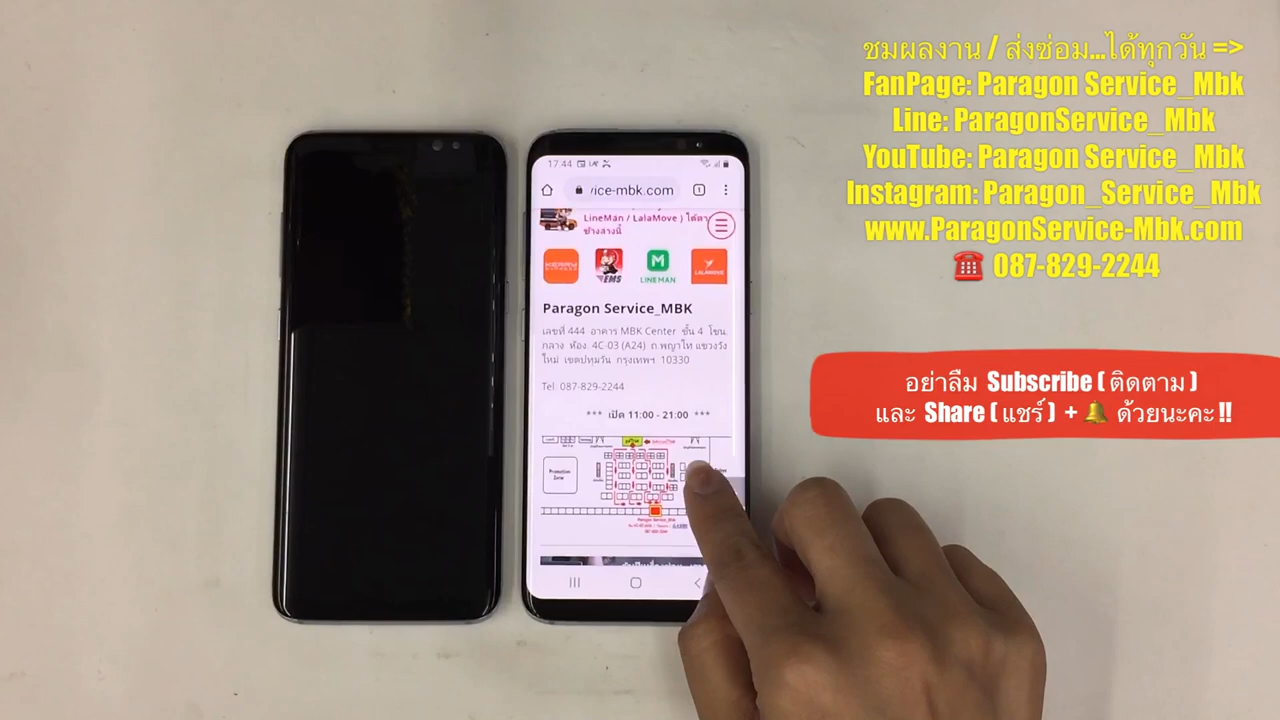 ชมผลงาน / ส่งซ่อม...ได้ทุกวัน =>
FanPage: Paragon Service_Mbk
Line: ParagonService_Mbk
YouTube: Paragon Service_Mbk
Instagram: Paragon_Service_Mbk
www.ParagonService-Mbk.com
087-829-2244
อย่าลืม Subscribe ( ติดตาม )
และ Share ( แชร์ ) + 🔔 ด้วยนะคะ !!
17.44
ice-mbk.com
LineMan / LalaMove ) ได้ตา
ข้างล่างนี้
KERRY EXPRESS
EMS
LINE MAN
LALAMOVE
Paragon Service_MBK
เลขที่ 444 อาคาร MBK Center ชั้น 4 โซน
กลาง ห้อง. 4C-03 (A24) ถ.พญาไท แขวงวัง
ใหม่ เขตปทุมวัน กรุงเทพฯ 10330
Tel. 087-829-2244
*** เปิด 11:00 - 21:00 ***
Promotion
Zone
Paragon Service_MBK